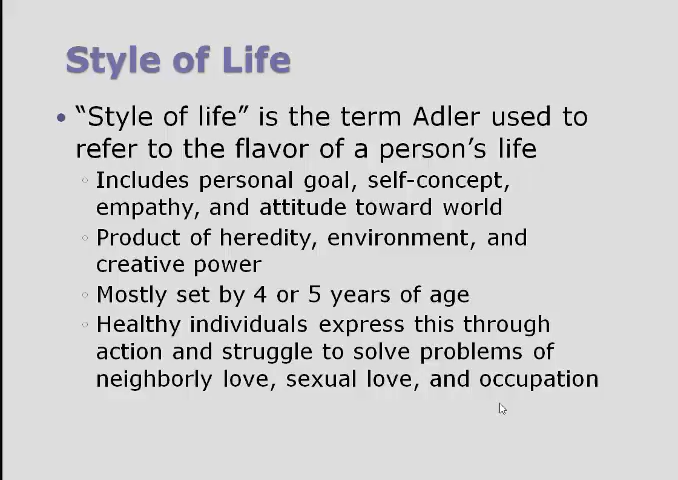 Style of Life
• “Style of life” is the term Adler used to
refer to the flavor of a person’s life
◦ Includes personal goal, self-concept,
empathy, and attitude toward world
◦ Product of heredity, environment, and
creative power
◦ Mostly set by 4 or 5 years of age
◦ Healthy individuals express this through
action and struggle to solve problems of
neighborly love, sexual love, and occupation